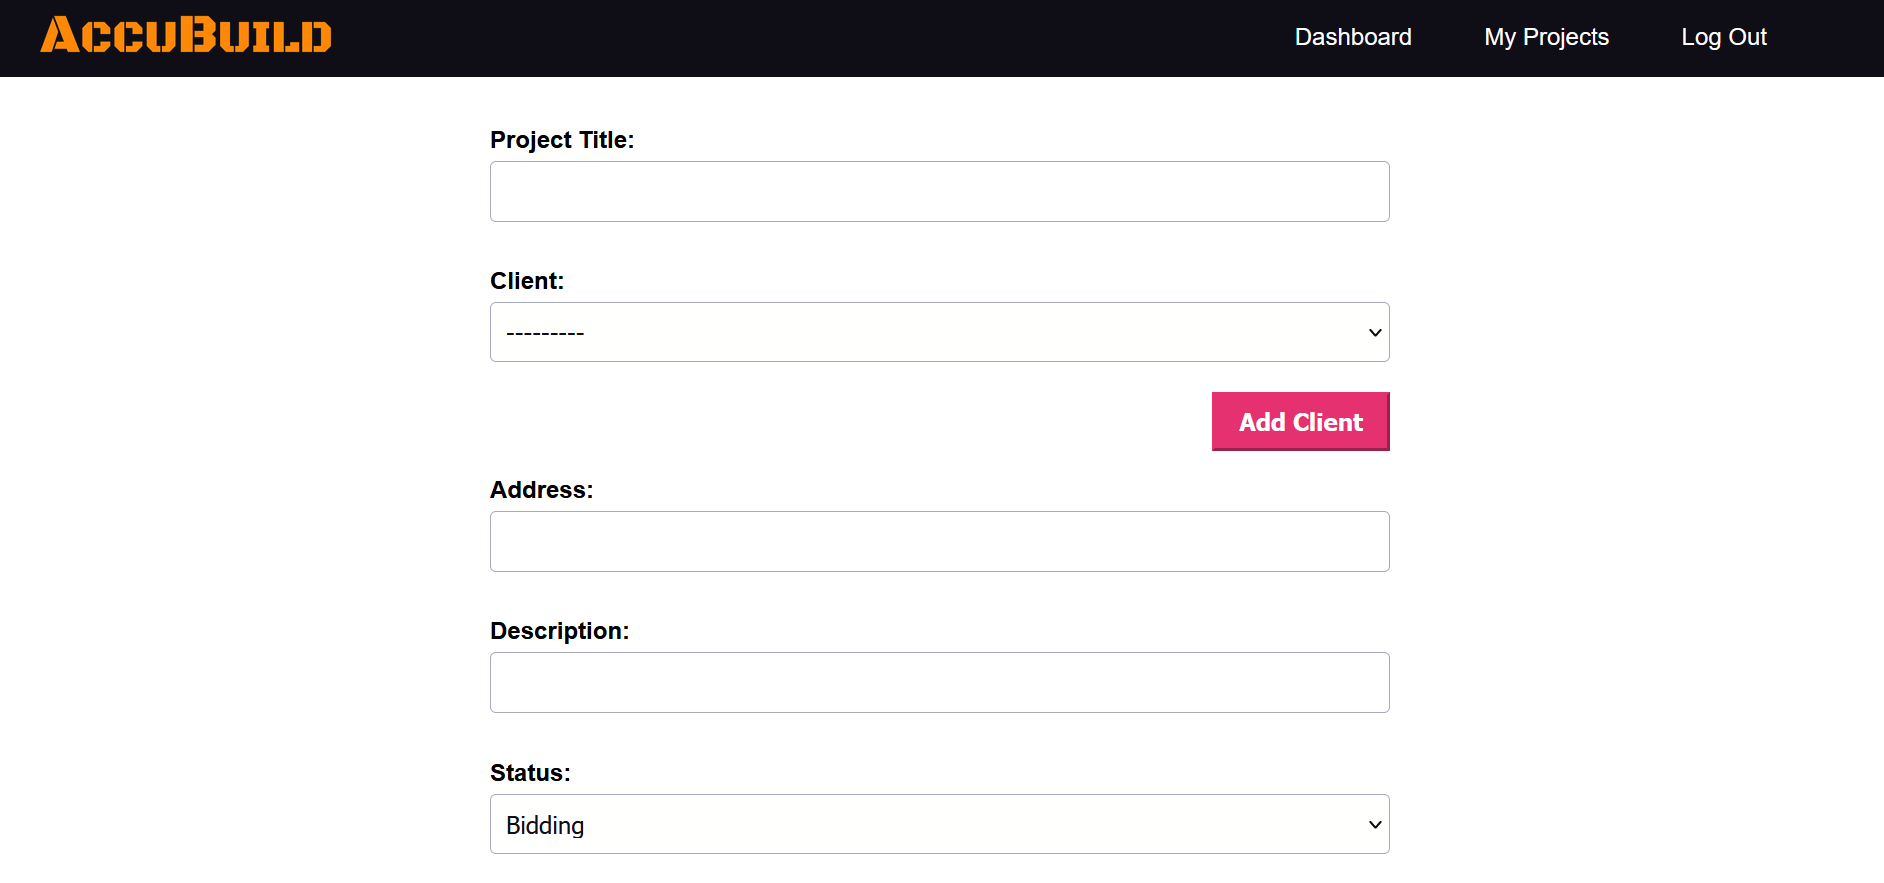 AccuBuild
Dashboard My Projects Log Out
Project Title:
Client:
---------
Add Client
Address:
Description:
Status:
Bidding